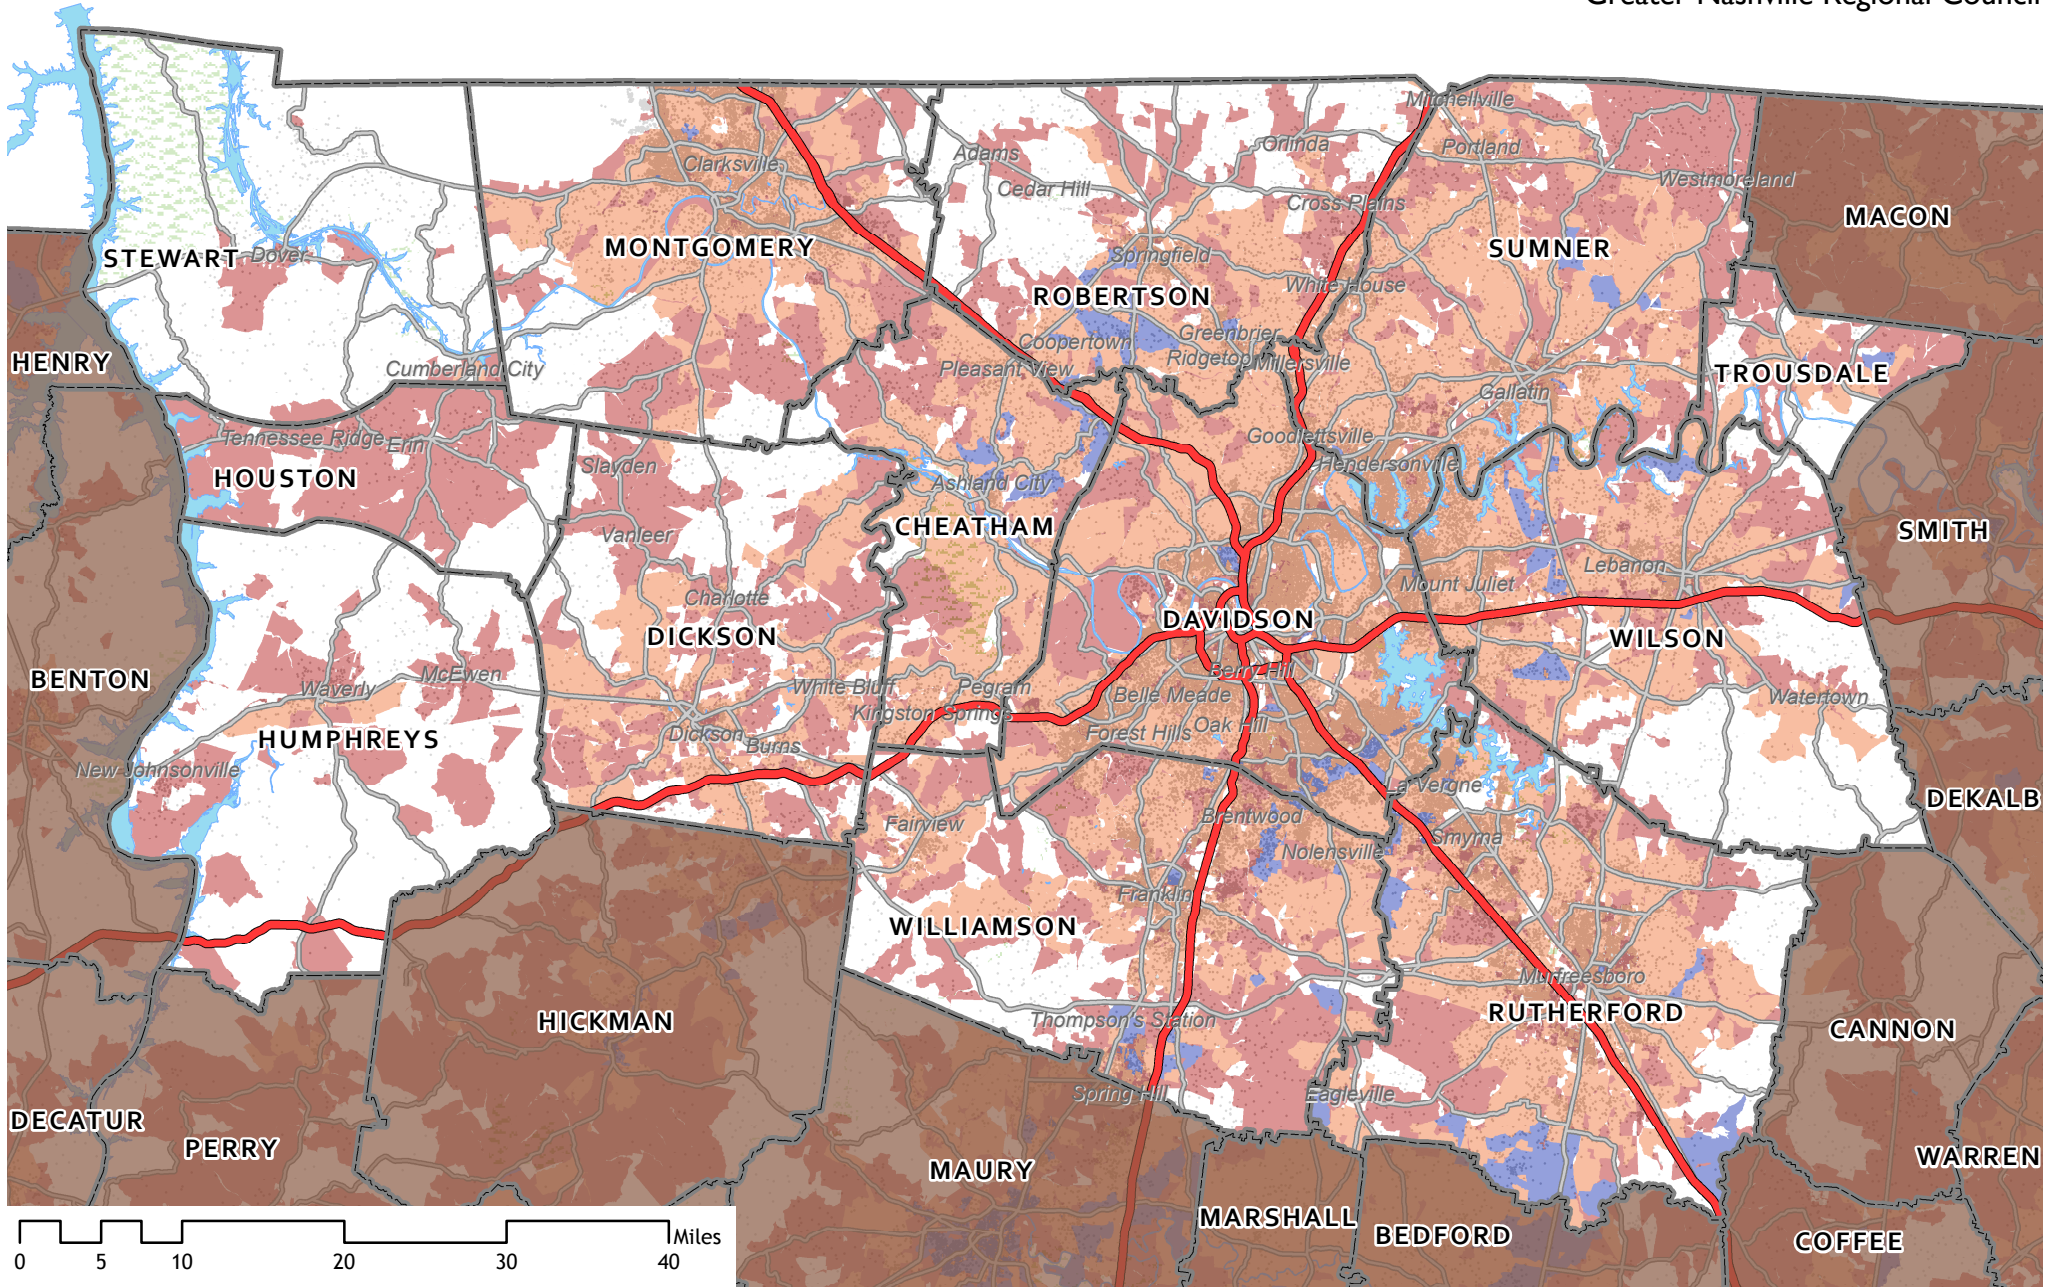 Greater Nashville Regional Council
Mitchellville
Adams
Orlinda
Portland
Clarksville
Cedar Hill
Westmoreland
Cross Plains
MACON
STEWART
Dover
MONTGOMERY
Springfield
SUMNER
ROBERTSON
White House
HENRY
Cumberland City
Coopertown
Greenbrier
Pleasant View
Ridgetop
Millersville
TROUSDALE
Gallatin
Tennessee Ridge
Erin
Goodlettsville
HOUSTON
Slayden
Hendersonville
Ashland City
CHEATHAM
SMITH
Vanleer
Charlotte
Mount Juliet
Lebanon
DICKSON
DAVIDSON
WILSON
BENTON
Waverly
McEwen
White Bluff
Pegram
Berry Hill
Belle Meade
Watertown
Kingston Springs
HUMPHREYS
Dickson
Burns
Forest Hills
Oak Hill
New Johnsonville
La Vergne
DEKALB
Fairview
Brentwood
Smyrna
Nolensville
Franklin
WILLIAMSON
Murfreesboro
HICKMAN
Thompson's Station
RUTHERFORD
CANNON
Spring Hill
Eagleville
DECATUR
PERRY
MAURY
WARREN
MARSHALL
BEDFORD
COFFEE
Miles
0 5 10 20 30 40